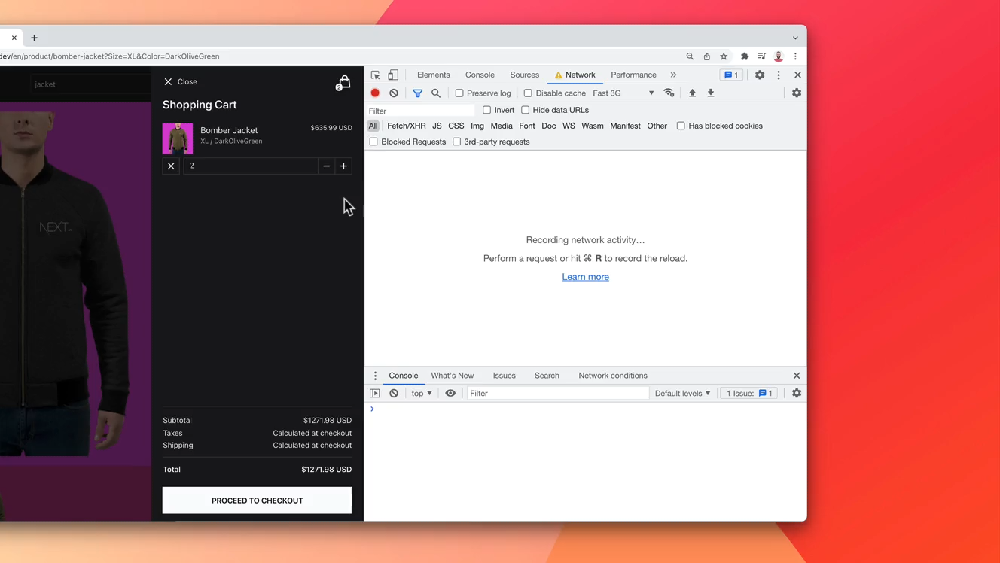 dev/en/product/bomber-jacket?Size=XL&Color=DarkOliveGreen
jacket
NEXT
Close
2
Shopping Cart
Bomber Jacket
$635.99 USD
XL / DarkOliveGreen
2
Subtotal
$1271.98 USD
Taxes
Calculated at checkout
Shipping
Calculated at checkout
Total
$1271.98 USD
PROCEED TO CHECKOUT
Elements Console Sources Network Performance 1
Preserve log Disable cache Fast 3G
Filter Invert Hide data URLs
All Fetch/XHR JS CSS Img Media Font Doc WS Wasm Manifest Other Has blocked cookies
Blocked Requests 3rd-party requests
Recording network activity…
Perform a request or hit ⌘ R to record the reload.
Learn more
Console What's New Issues Search Network conditions
top Filter Default levels 1 Issue: 1